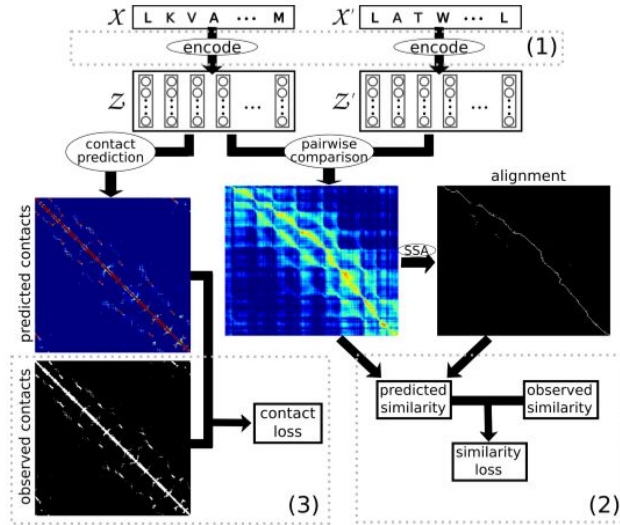 X L K V A ... M
X' L A T W ... L
encode
encode
(1)
Z ...
Z' ...
contact
prediction
pairwise
comparison
alignment
predicted contacts
SSA
observed contacts
contact
loss
(3)
predicted
similarity
observed
similarity
similarity
loss
(2)